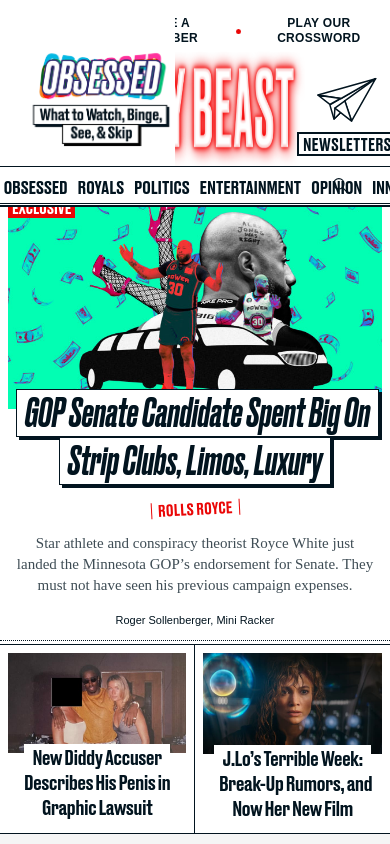 E A
BER
PLAY OUR
CROSSWORD
OBSESSED
What to Watch, Binge,
See, & Skip
Y BEAST
NEWSLETTERS
OBSESSED ROYALS POLITICS ENTERTAINMENT OPINION INN
EXCLUSIVE
POWER
30
POWER
30
GOP Senate Candidate Spent Big On
Strip Clubs, Limos, Luxury
ROLLS ROYCE
Star athlete and conspiracy theorist Royce White just
landed the Minnesota GOP’s endorsement for Senate. They
must not have seen his previous campaign expenses.
Roger Sollenberger, Mini Racker
New Diddy Accuser
Describes His Penis in
Graphic Lawsuit
J.Lo’s Terrible Week:
Break-Up Rumors, and
Now Her New Film